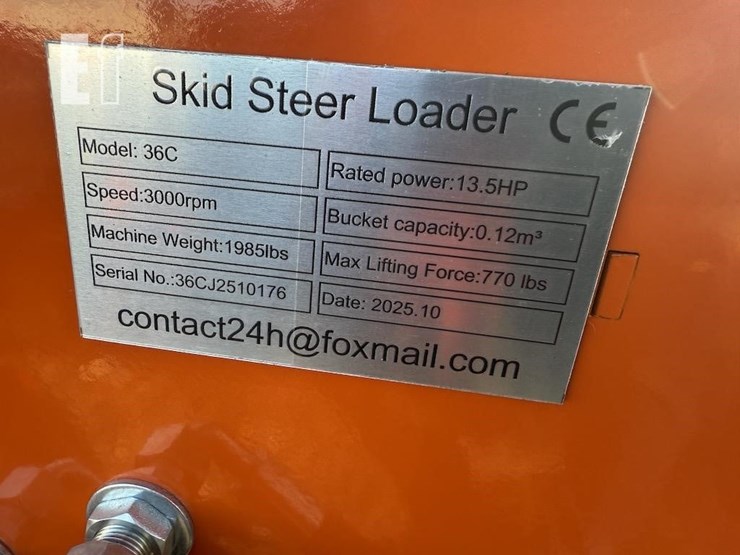 Ef
Skid Steer Loader CE
Model: 36C
Rated power:13.5HP
Speed:3000rpm
Bucket capacity:0.12m³
Machine Weight:1985lbs
Max Lifting Force:770 lbs
Serial No.:36CJ2510176
Date: 2025.10
contact24h@foxmail.com